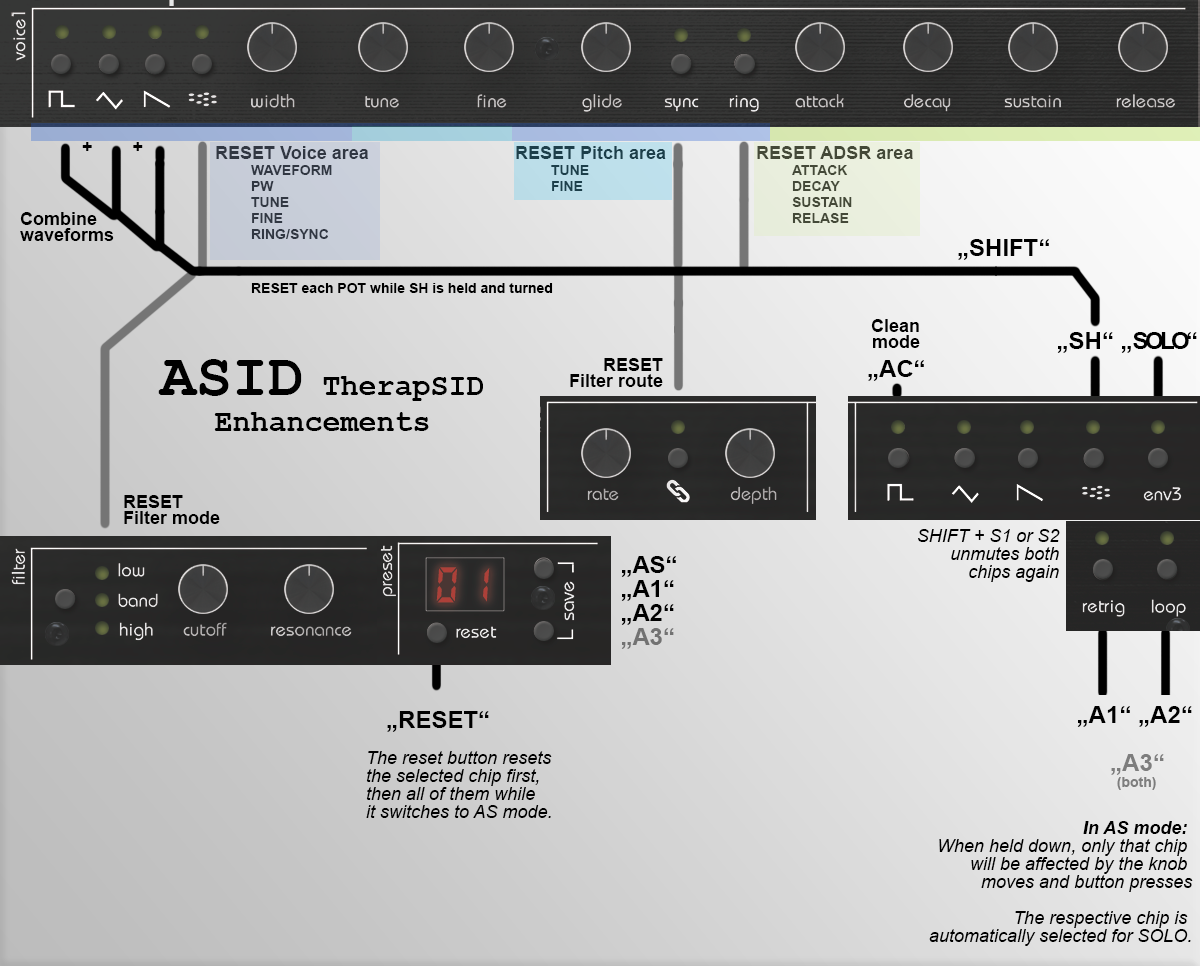 voice1
width
tune
fine
glide
sync
ring
attack
decay
sustain
release
+ +
RESET Voice area
WAVEFORM
PW
TUNE
FINE
RING/SYNC
RESET Pitch area
TUNE
FINE
RESET ADSR area
ATTACK
DECAY
SUSTAIN
RELASE
Combine
waveforms
„SHIFT“
RESET each POT while SH is held and turned
Clean
mode
„AC“
„SH“ „SOLO“
ASID TherapSID
Enhancements
RESET
Filter route
rate
depth
env3
RESET
Filter mode
filter
low
band
high
cutoff
resonance
preset
01
reset
save
„AS“
„A1“
„A2“
„A3“
SHIFT + S1 or S2
unmutes both
chips again
retrig
loop
„RESET“
The reset button resets
the selected chip first,
then all of them while
it switches to AS mode.
„A1“ „A2“
„A3“
(both)
In AS mode:
When held down, only that chip
will be affected by the knob
moves and button presses
The respective chip is
automatically selected for SOLO.